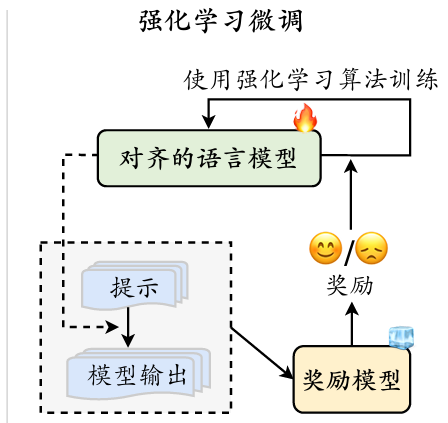 强化学习微调
使用强化学习算法训练
对齐的语言模型
/
奖励
提示
模型输出
奖励模型